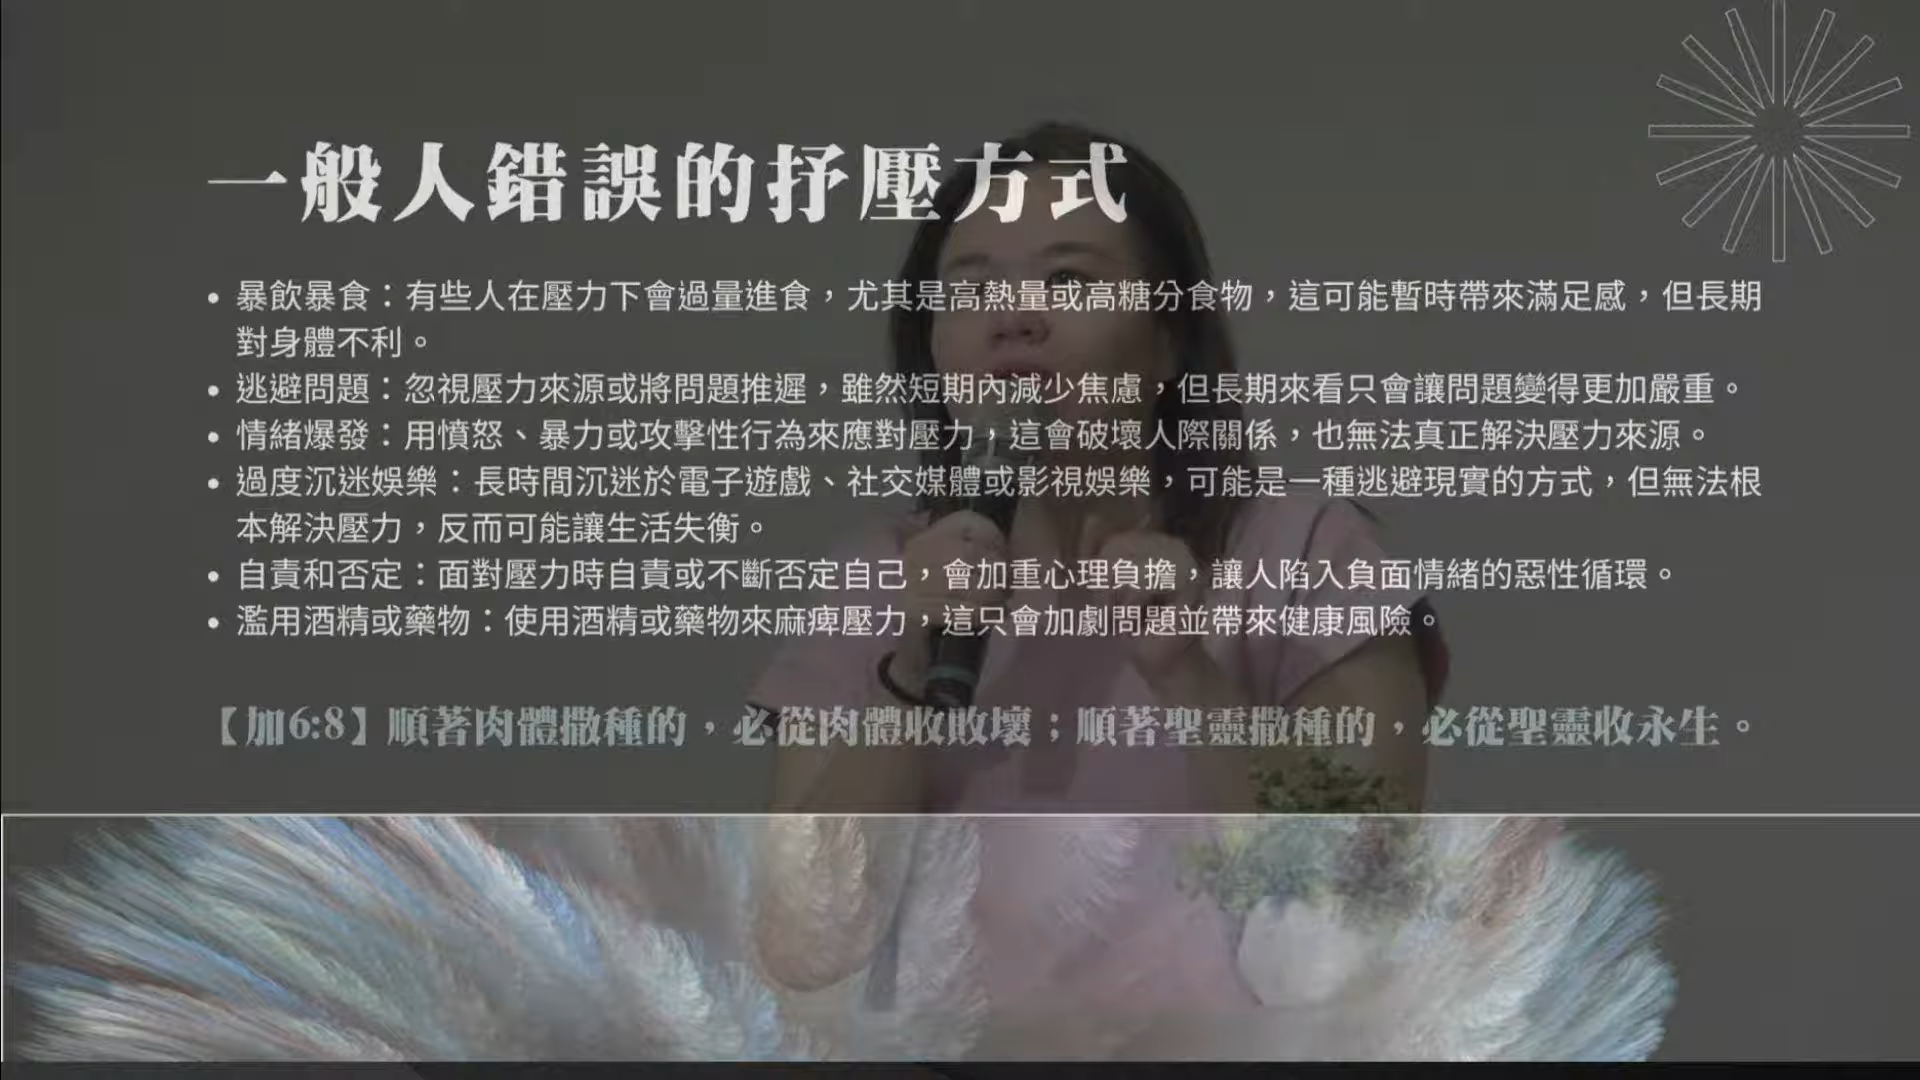 一般人錯誤的抒壓方式
• 暴飲暴食：有些人在壓力下會過量進食，尤其是高熱量或高糖分食物，這可能暫時帶來滿足感，但長期
對身體不利。
• 逃避問題：忽視壓力來源或將問題推遲，雖然短期內減少焦慮，但長期來看只會讓問題變得更加嚴重。
• 情緒爆發：用憤怒、暴力或攻擊性行為來應對壓力，這會破壞人際關係，也無法真正解決壓力來源。
• 過度沉迷娛樂：長時間沉迷於電子遊戲、社交媒體或影視娛樂，可能是一種逃避現實的方式，但無法根
本解決壓力，反而可能讓生活失衡。
• 自責和否定：面對壓力時自責或不斷否定自己，會加重心理負擔，讓人陷入負面情緒的惡性循環。
• 濫用酒精或藥物：使用酒精或藥物來麻痺壓力，這只會加劇問題並帶來健康風險。
【加6:8】順著肉體撒種的，必從肉體收敗壞；順著聖靈撒種的，必從聖靈收永生。